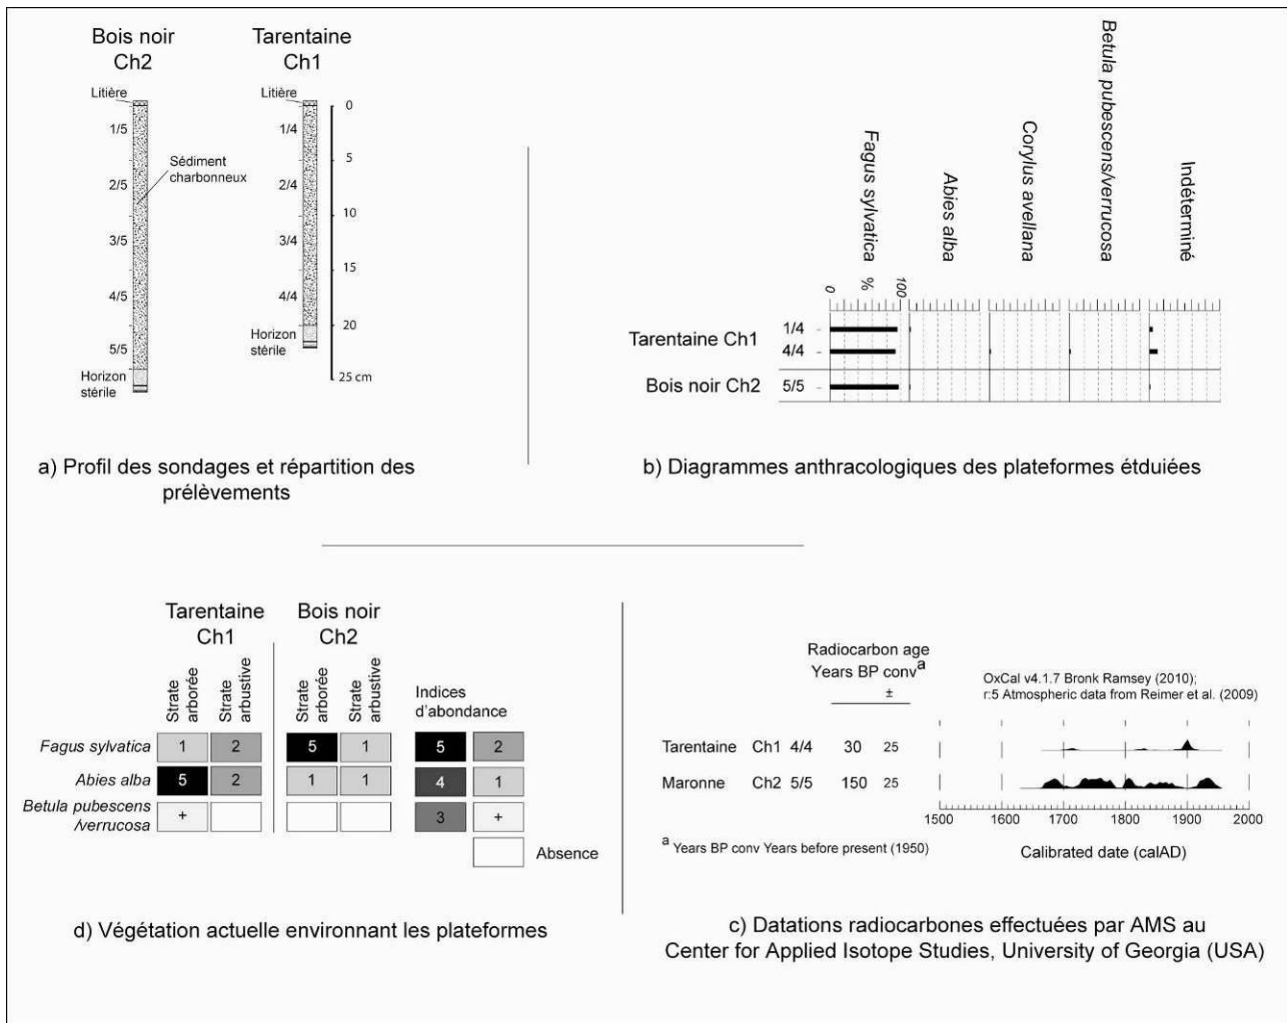 Bois noir
Ch2
Tarentaine
Ch1
Litière
1/5
2/5
3/5
4/5
5/5
Horizon
stérile
Sédiment
charbonneux
Litière
1/4
2/4
3/4
4/4
Horizon
stérile
0
5
10
15
20
25 cm
a) Profil des sondages et répartition des
prélèvements
Fagus sylvatica
Abies alba
Corylus avellana
Betula pubescens/verrucosa
Indéterminé
0 % 100
Tarentaine Ch1
1/4
4/4
Bois noir Ch2 5/5
b) Diagrammes anthracologiques des plateformes étduiées
Tarentaine
Ch1
Bois noir
Ch2
Strate
arborée
Strate
arbustive
Strate
arborée
Strate
arbustive
Indices
d'abondance
Fagus sylvatica 1 2 5 1
Abies alba 5 2 1 1
Betula pubescens
/verrucosa
+
5 2
4 1
3 +
Absence
d) Végétation actuelle environnant les plateformes
Radiocarbon age
Years BP conv a
±
OxCal v4.1.7 Bronk Ramsey (2010);
r:5 Atmospheric data from Reimer et al. (2009)
Tarentaine Ch1 4/4 30 25
Maronne Ch2 5/5 150 25
1500 1600 1700 1800 1900 2000
a Years BP conv Years before present (1950)
Calibrated date (calAD)
c) Datations radiocarbones effectuées par AMS au
Center for Applied Isotope Studies, University of Georgia (USA)